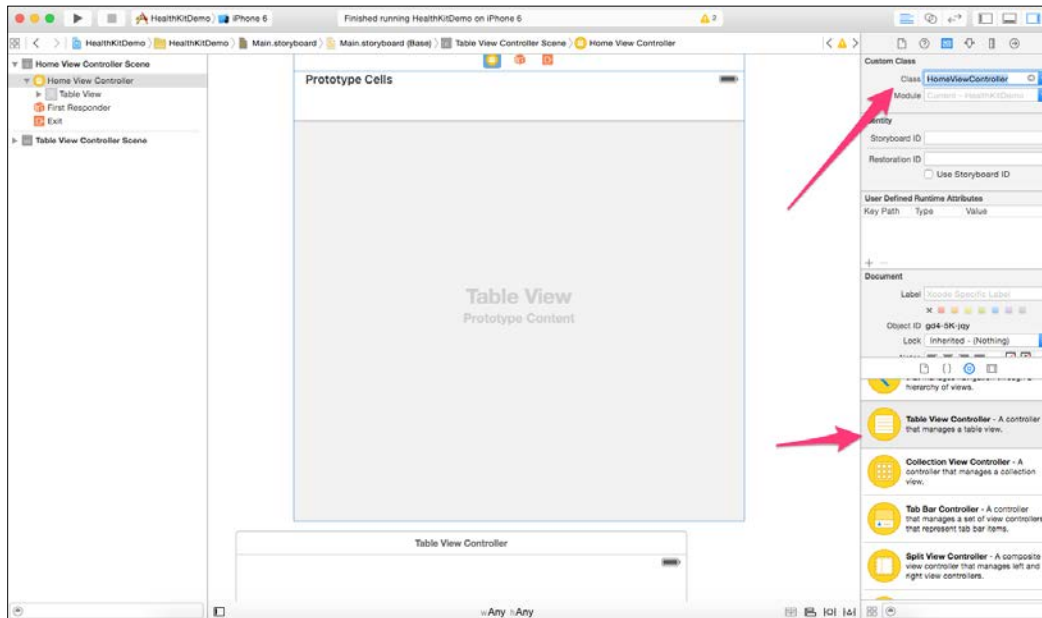 HealthKitDemo iPhone 6
Finished running HealthKitDemo on iPhone 6
2
HealthKitDemo HealthKitDemo Main.storyboard Main.storyboard (Base) Table View Controller Scene Home View Controller
Home View Controller Scene
Home View Controller
Table View
First Responder
Exit
Table View Controller Scene
Prototype Cells
Table View
Prototype Content
Table View Controller
wAny hAny
Custom Class
Class HomeViewController
Module Current - HealthKitDemo
Identity
Storyboard ID
Restoration ID
Use Storyboard ID
User Defined Runtime Attributes
Key Path Type Value
Document
Label Xcode Specific Label
Object ID gd4-5K-jqy
Lock Inherited - (Nothing)
hierarchy of views.
Table View Controller - A controller
that manages a table view.
Collection View Controller - A
controller that manages a collection
view.
Tab Bar Controller - A controller
that manages a set of view controllers
that represent tab bar items.
Split View Controller - A composite
view controller that manages left and
right view controllers.